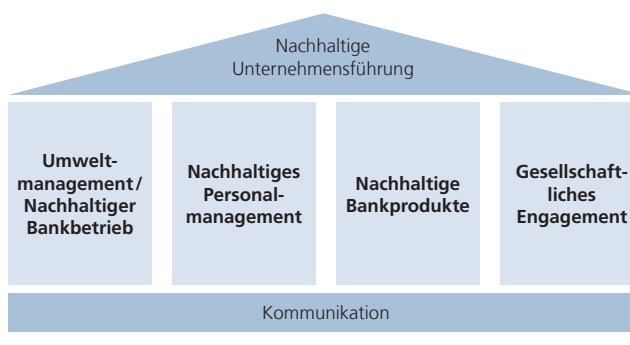 Nachhaltige
Unternehmensführung
Umwelt-
management/
Nachhaltiger
Bankbetrieb
Nachhaltiges
Personal-
management
Nachhaltige
Bankprodukte
Gesellschaft-
liches
Engagement
Kommunikation